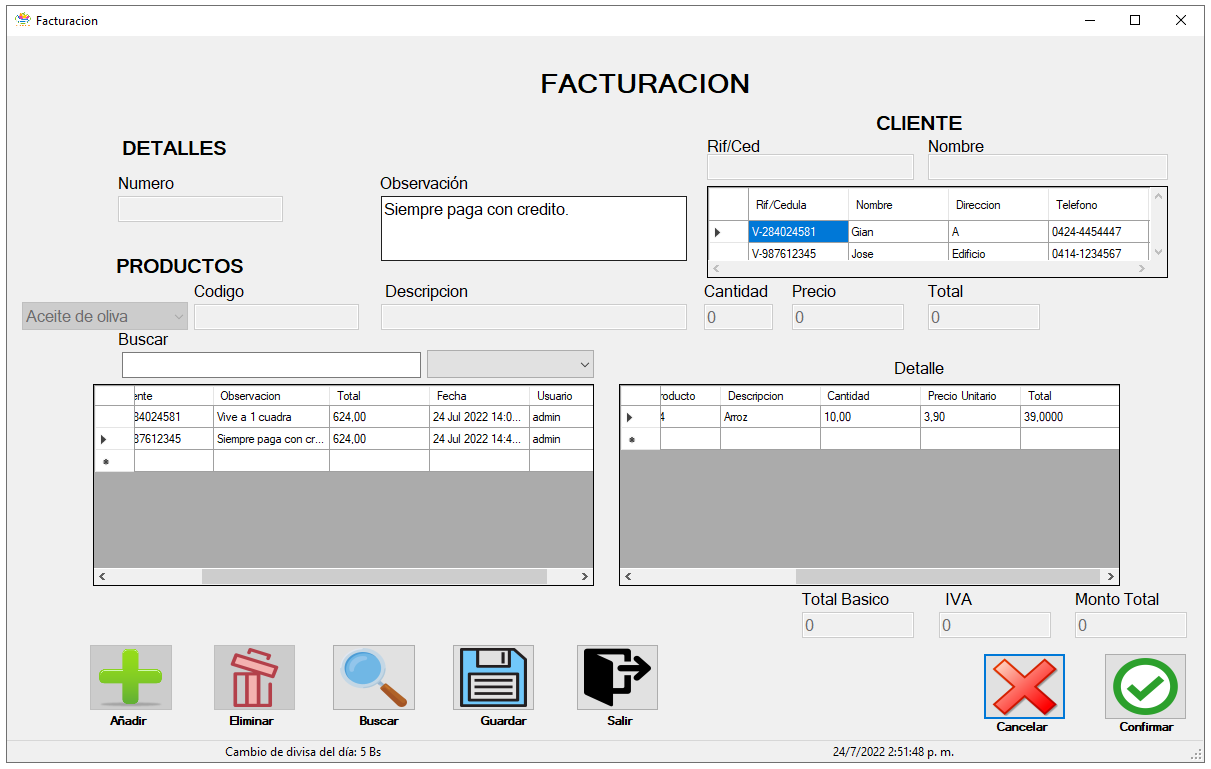 Facturacion
FACTURACION
CLIENTE
DETALLES
Rif/Ced Nombre
Numero Observación
Siempre paga con credito.
Rif/Cedula Nombre Direccion Telefono
V-284024581 Gian A 0424-4454447
V-987612345 Jose Edificio 0414-1234567
PRODUCTOS
Codigo Descripcion Cantidad Precio Total
Aceite de oliva 0 0 0
Buscar
Detalle
ente Observacion Total Fecha Usuario
84024581 Vive a 1 cuadra 624,00 24 Jul 2022 14:0... admin
87612345 Siempre paga con cr... 624,00 24 Jul 2022 14:4... admin
roducto Descripcion Cantidad Precio Unitario Total
4 Arroz 10,00 3,90 39,0000
Total Basico IVA Monto Total
0 0 0
Añadir Eliminar Buscar Guardar Salir Cancelar Confirmar
Cambio de divisa del día: 5 Bs 24/7/2022 2:51:48 p. m.